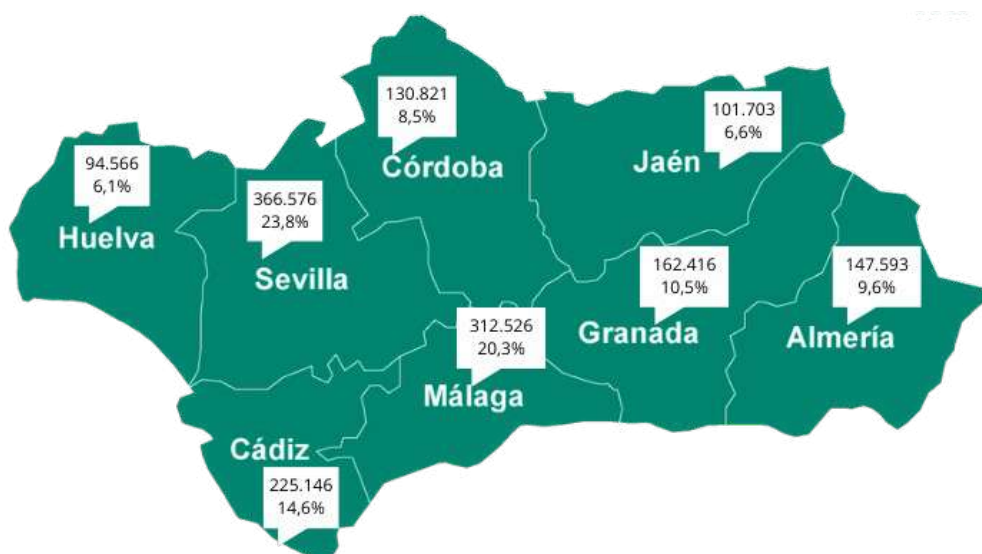 130.821
8,5%
Córdoba
101.703
6,6%
Jaén
94.566
6,1%
Huelva
366.576
23,8%
Sevilla
162.416
10,5%
Granada
147.593
9,6%
Almería
312.526
20,3%
Málaga
Cádiz
225.146
14,6%